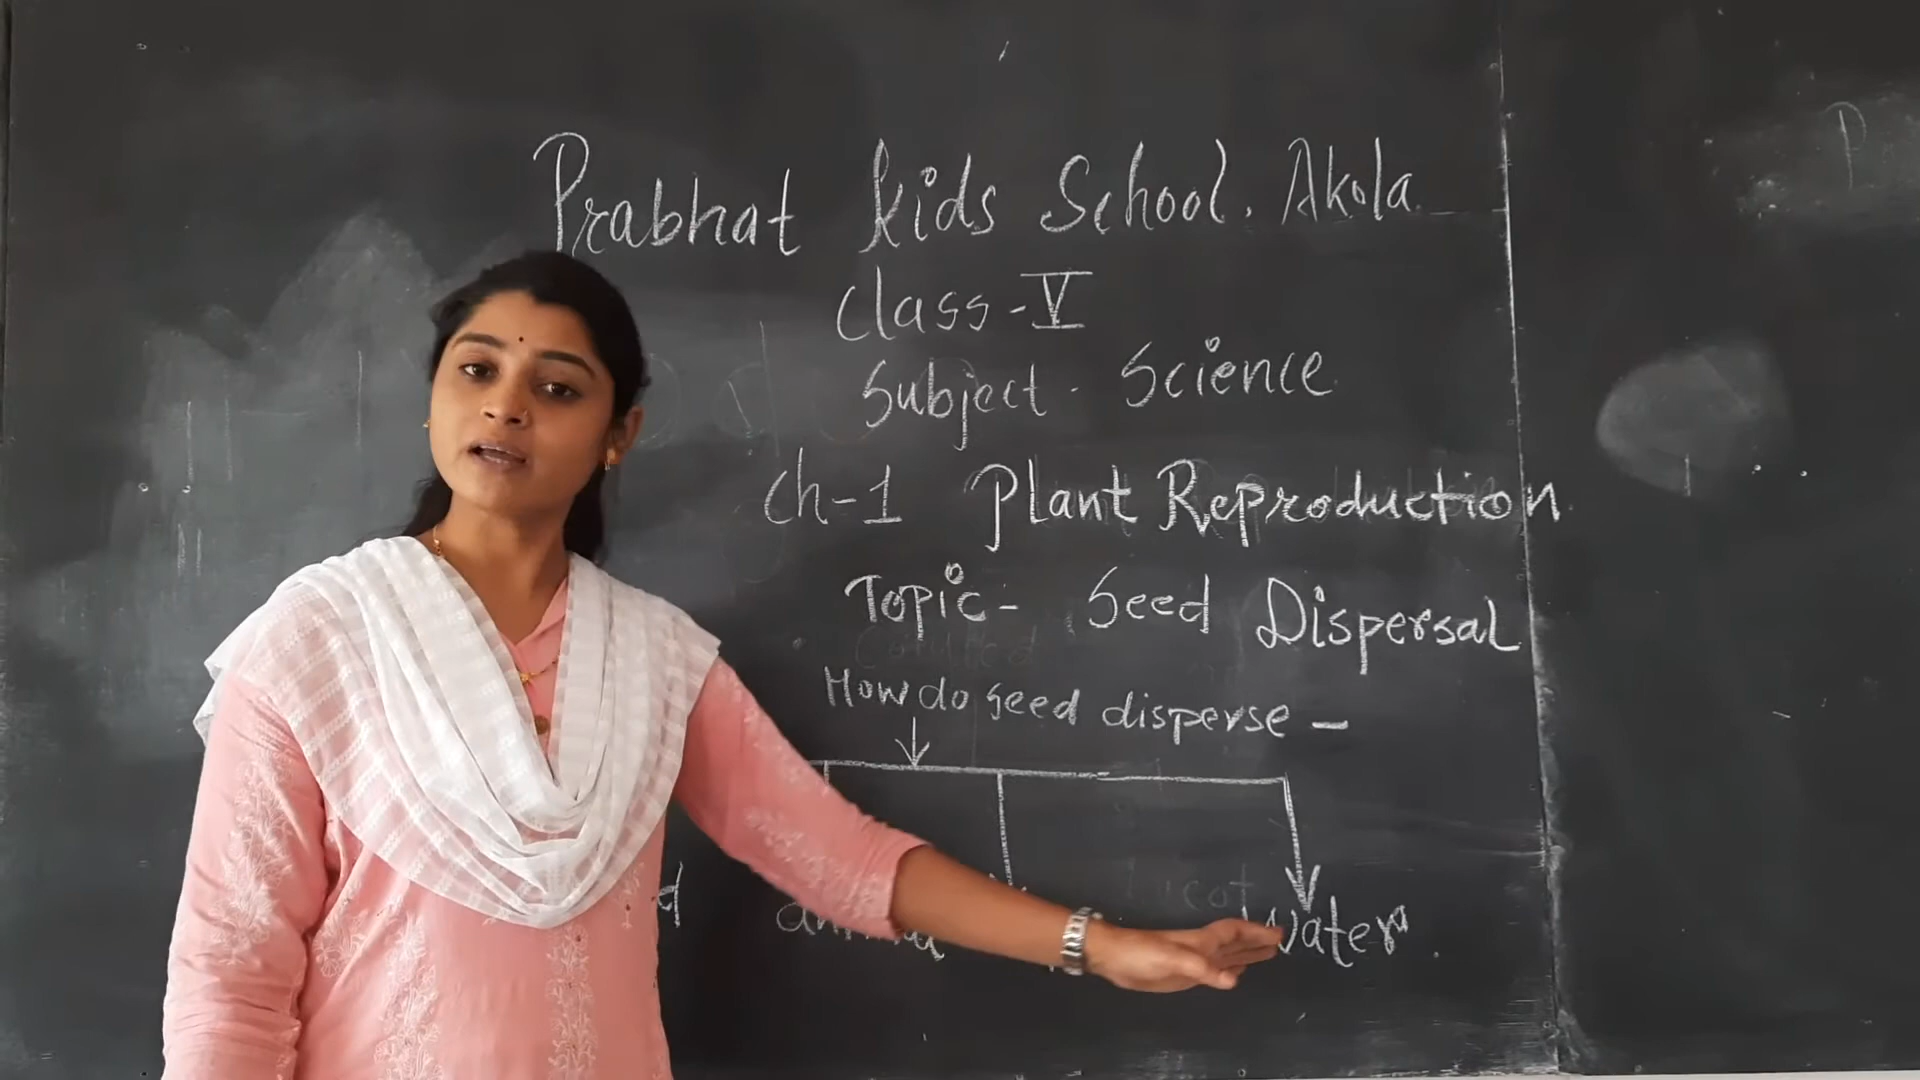 Prabhat Kids School. Akola
Class-V
Subject - Science
Ch-1 Plant Reproduction
Topic - Seed Dispersal
How do seed disperse -
animal Water